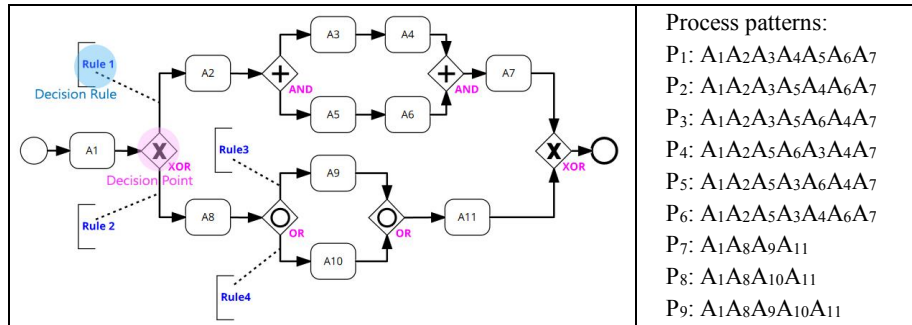 Rule 1
Decision Rule
A1
X
XOR
Decision Point
Rule 2
A2
AND
A3
A4
A5
A6
AND
A7
Rule3
A8
OR
A9
A10
OR
A11
Rule4
X
XOR
Process patterns:
P₁: A₁A₂A₃A₄A₅A₆A₇
P₂: A₁A₂A₃A₅A₄A₆A₇
P₃: A₁A₂A₃A₅A₆A₄A₇
P₄: A₁A₂A₅A₆A₃A₄A₇
P₅: A₁A₂A₅A₃A₆A₄A₇
P₆: A₁A₂A₅A₃A₄A₆A₇
P₇: A₁A₈A₉A₁₁
P₈: A₁A₈A₁₀A₁₁
P₉: A₁A₈A₉A₁₀A₁₁